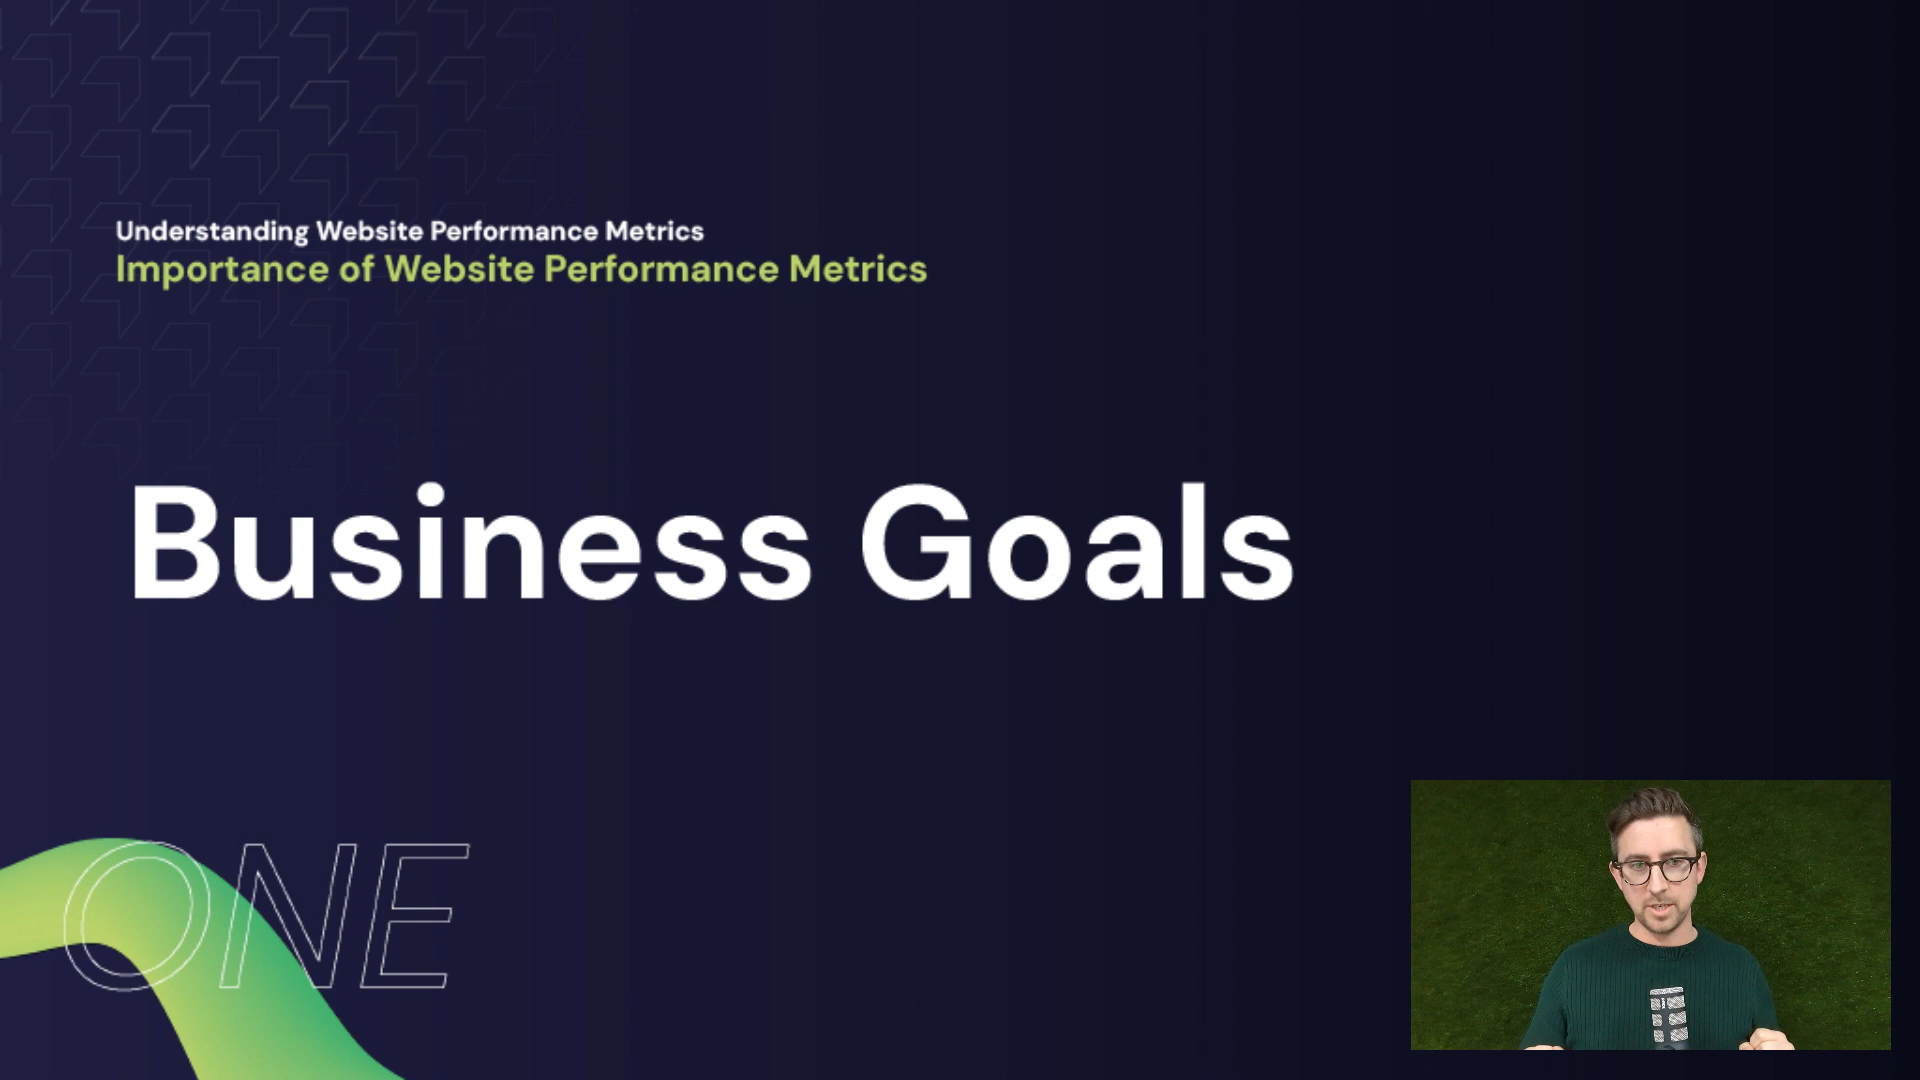 Understanding Website Performance Metrics
Importance of Website Performance Metrics
Business Goals
ONE